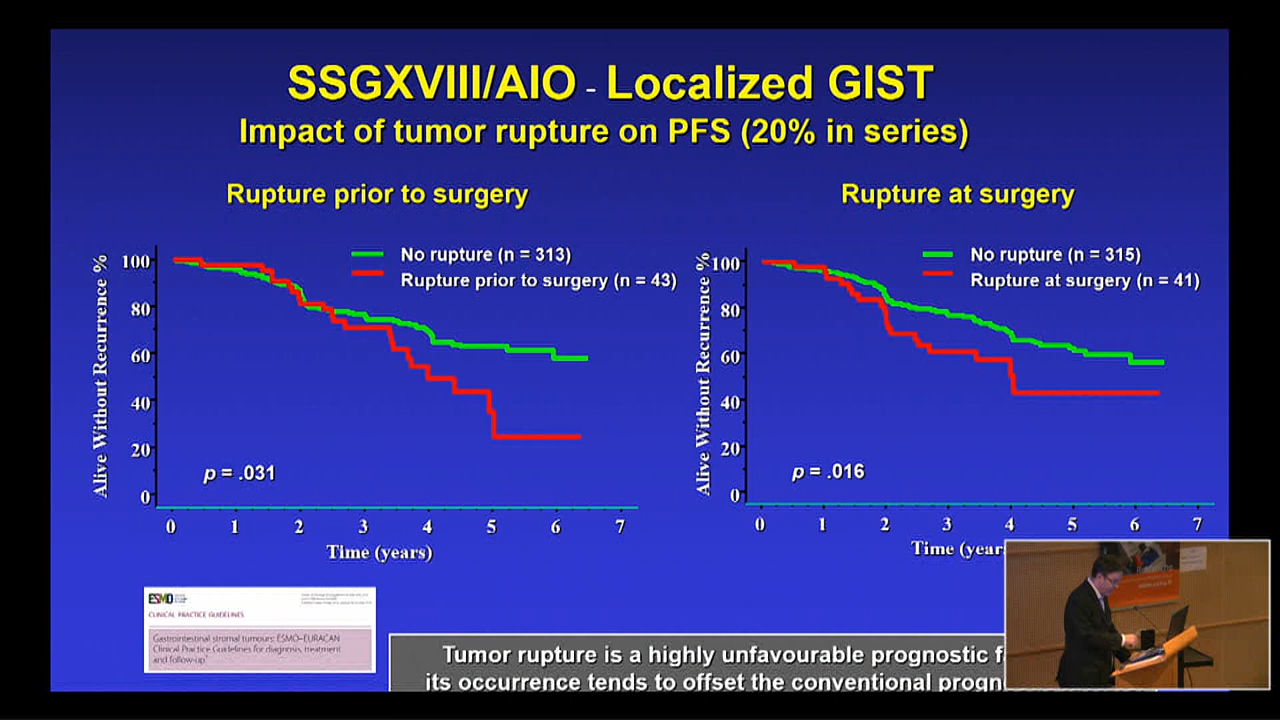 SSGXVIII/AIO - Localized GIST
Impact of tumor rupture on PFS (20% in series)
Rupture prior to surgery
Alive Without Recurrence %
100
80
60
40
20
0
No rupture (n = 313)
Rupture prior to surgery (n = 43)
p = .031
0 1 2 3 4 5 6 7
Time (years)
Rupture at surgery
Alive Without Recurrence %
100
80
60
40
20
0
No rupture (n = 315)
Rupture at surgery (n = 41)
p = .016
0 1 2 3 4 5 6 7
Time (year
ESMO
CLINICAL PRACTICE GUIDELINES
Gastrointestinal stromal tumours: ESMO–EURACAN
Clinical Practice Guidelines for diagnosis, treatment
and follow-up
Tumor rupture is a highly unfavourable prognostic f
its occurrence tends to offset the conventional progn